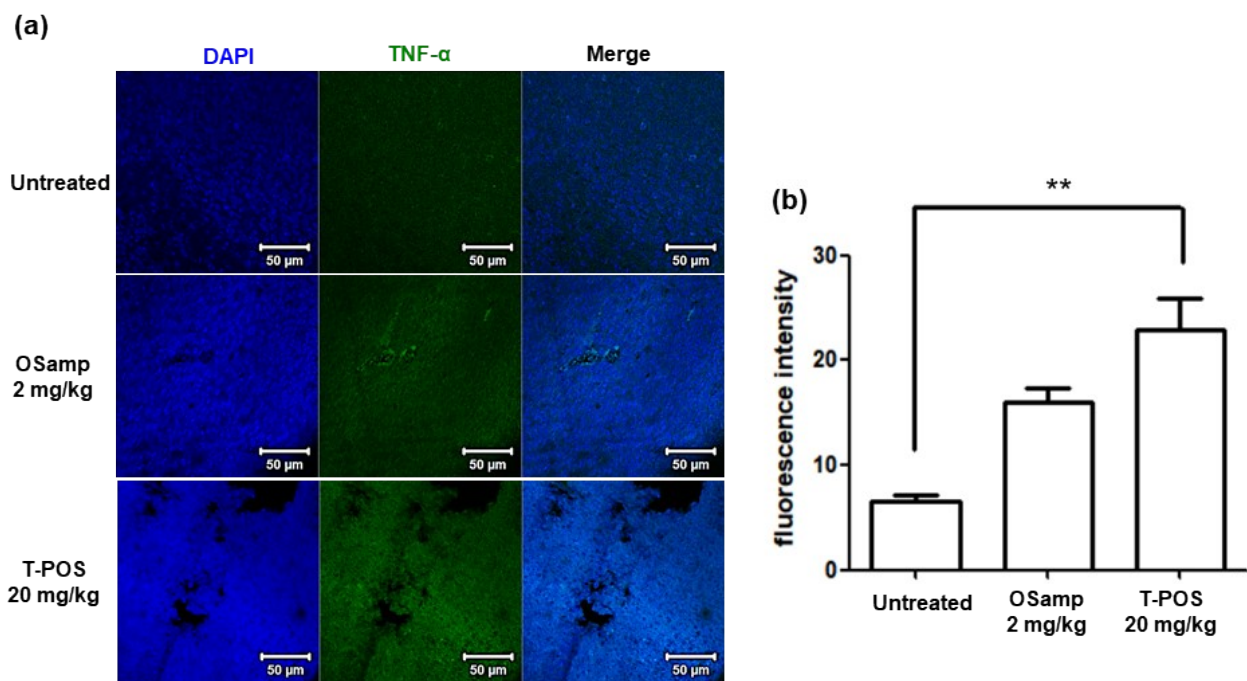 (a)
DAPI TNF-α Merge
Untreated
50 µm 50 µm 50 µm
OSamp
2 mg/kg
50 µm 50 µm 50 µm
T-POS
20 mg/kg
50 µm 50 µm 50 µm
(b)
**
fluorescence intensity
30
20
10
0
Untreated OSamp T-POS
2 mg/kg 20 mg/kg